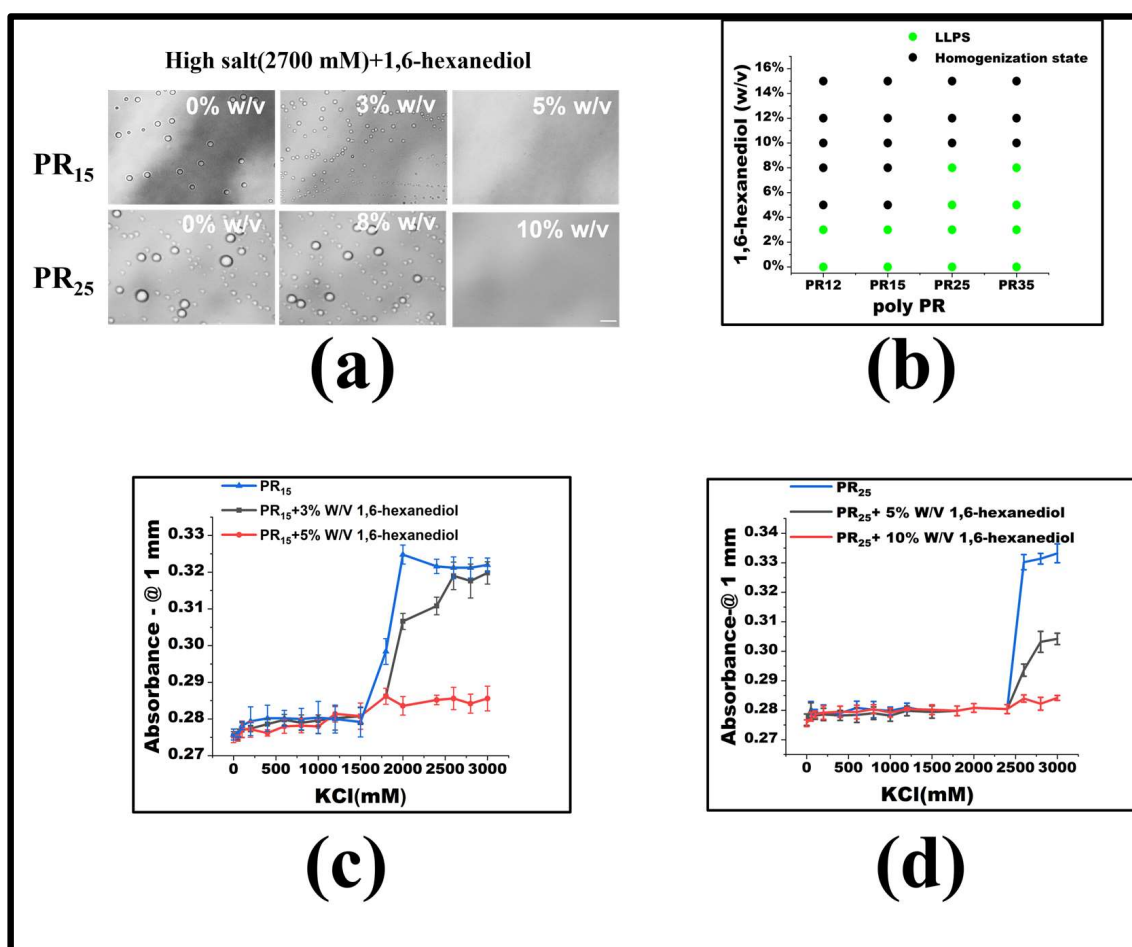 High salt(2700 mM)+1,6-hexanediol
PR15
0% w/v
3% w/v
5% w/v
PR25
0% w/v
8% w/v
10% w/v
(a)
LLPS
Homogenization state
1,6-hexanediol (w/v)
16%
14%
12%
10%
8%
6%
4%
2%
0%
PR12 PR15 PR25 PR35
poly PR
(b)
PR15
PR15+3% W/V 1,6-hexanediol
PR15+5% W/V 1,6-hexanediol
Absorbance - @ 1 mm
0.33
0.32
0.31
0.30
0.29
0.28
0.27
0 500 1000 1500 2000 2500 3000
KCl(mM)
(c)
PR25
PR25+ 5% W/V 1,6-hexanediol
PR25+ 10% W/V 1,6-hexanediol
Absorbance-@ 1 mm
0.34
0.33
0.32
0.31
0.30
0.29
0.28
0.27
0 500 1000 1500 2000 2500 3000
KCl(mM)
(d)